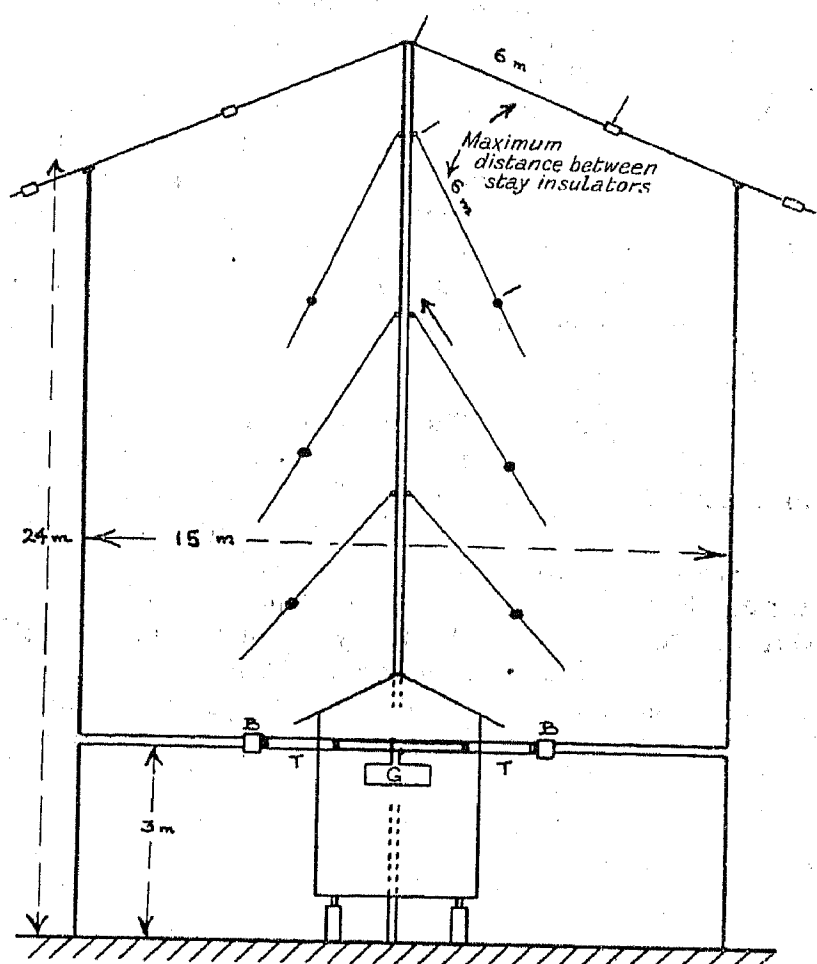 6 m
Maximum
distance between
stay insulators
6 m
24 m
15 m
B
B
T
T
G
3 m